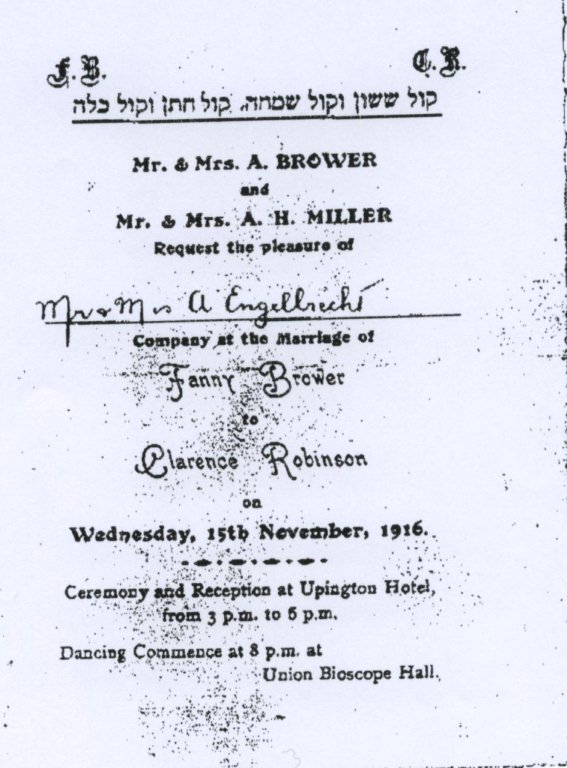 F. B. C. R.
קול ששון וקול שמחה, קול חתן וקול כלה
Mr. & Mrs. A. BROWER
and
Mr. & Mrs. A. H. MILLER
Request the pleasure of
Mr & Mrs A Engelbrecht
Company at the Marriage of
Fanny Brower
to
Clarence Robinson
on
Wednesday, 15th November, 1916.
Ceremony and Reception at Upington Hotel,
from 3 p.m. to 6 p.m.
Dancing Commence at 8 p.m. at
Union Bioscope Hall.